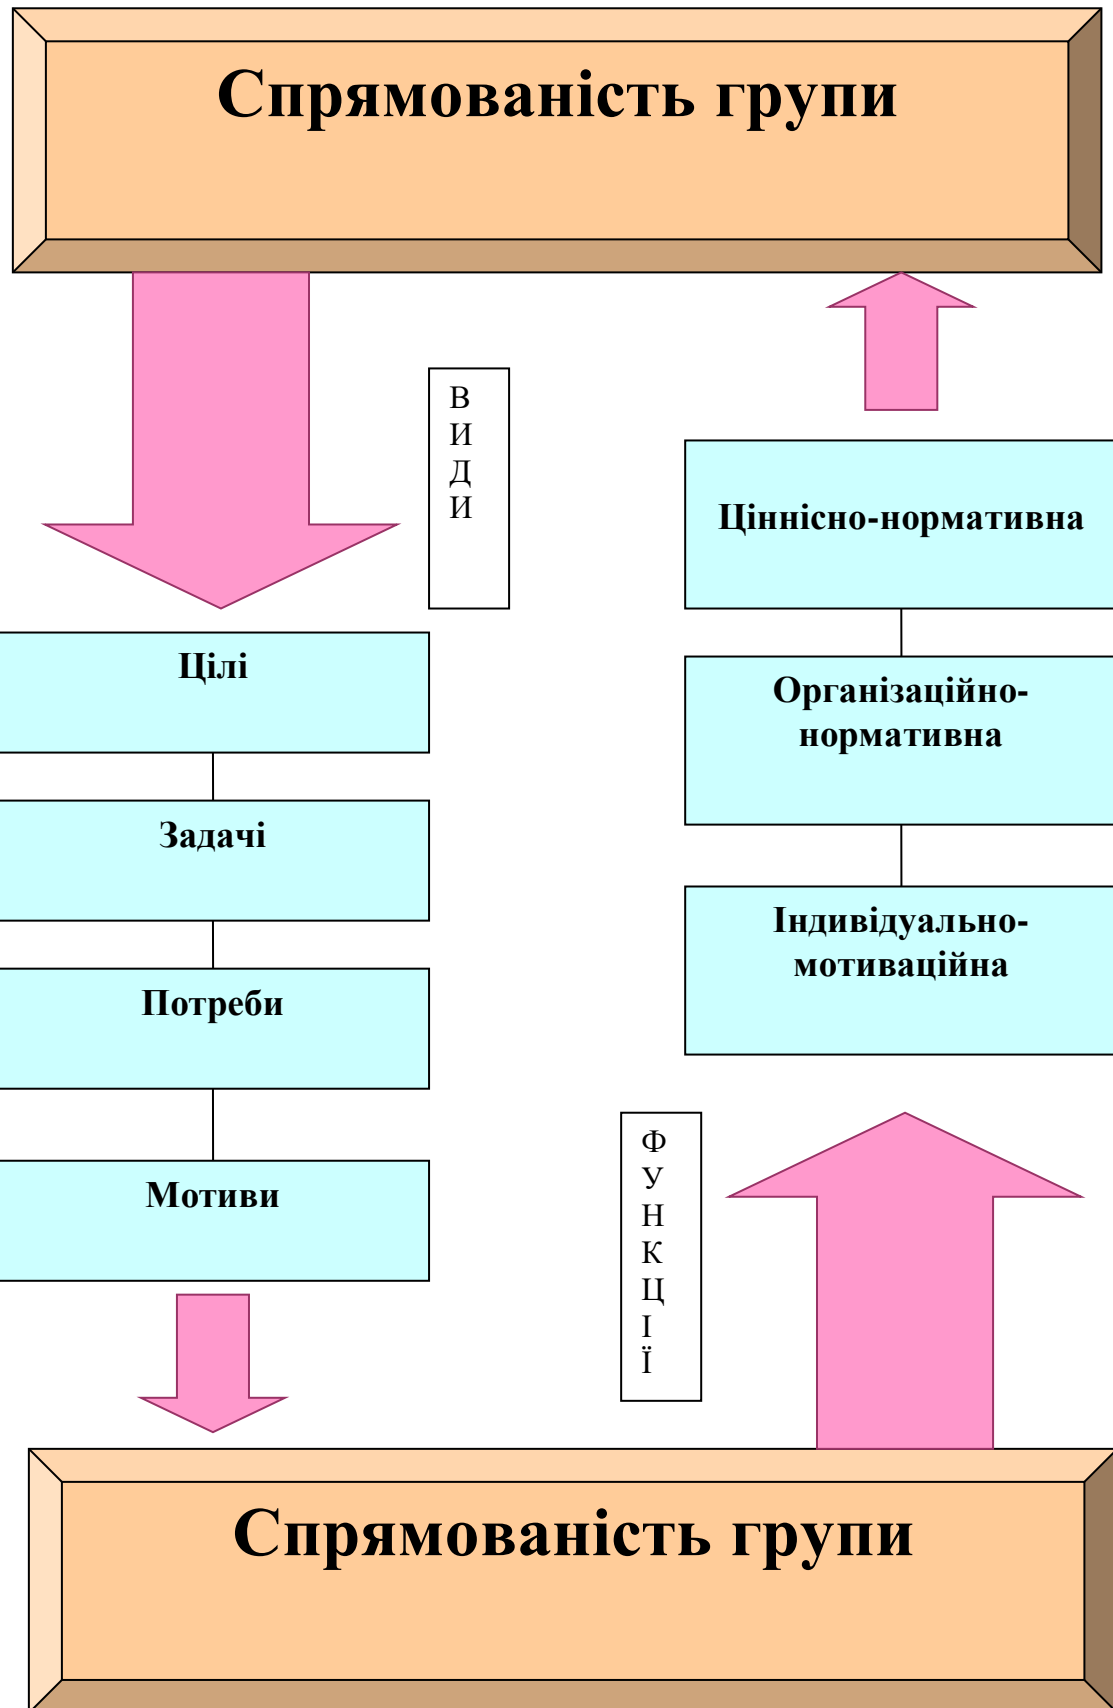 Спрямованість групи
В
И
Д
И
Ціннісно-нормативна
Цілі
Організаційно-
нормативна
Задачі
Індивідуально-
мотиваційна
Потреби
Мотиви
Ф
У
Н
К
Ц
І
Ї
Спрямованість групи